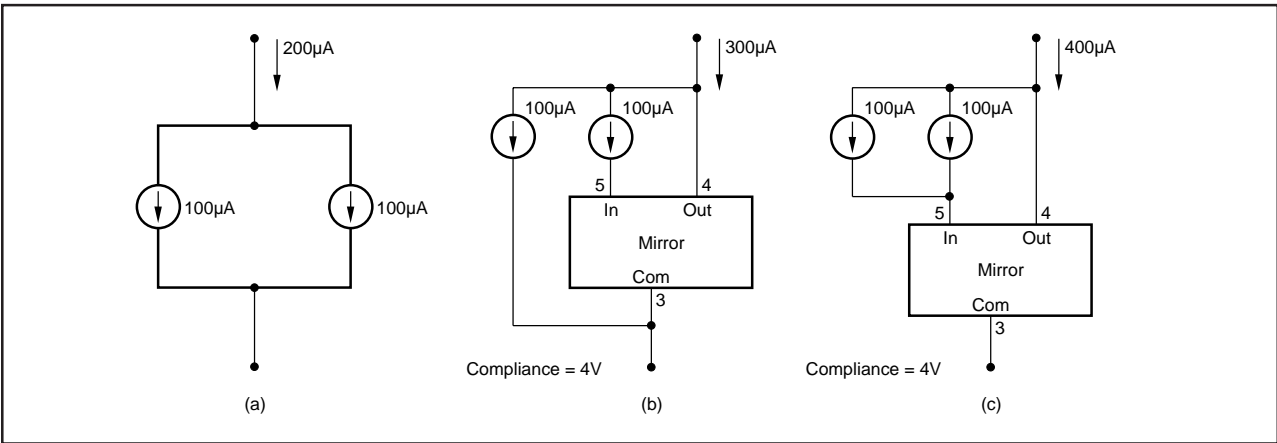 200µA
100µA
100µA
(a)
300µA
100µA
100µA
5
4
In
Out
Mirror
Com
3
Compliance = 4V
(b)
400µA
100µA
100µA
5
4
In
Out
Mirror
Com
3
Compliance = 4V
(c)